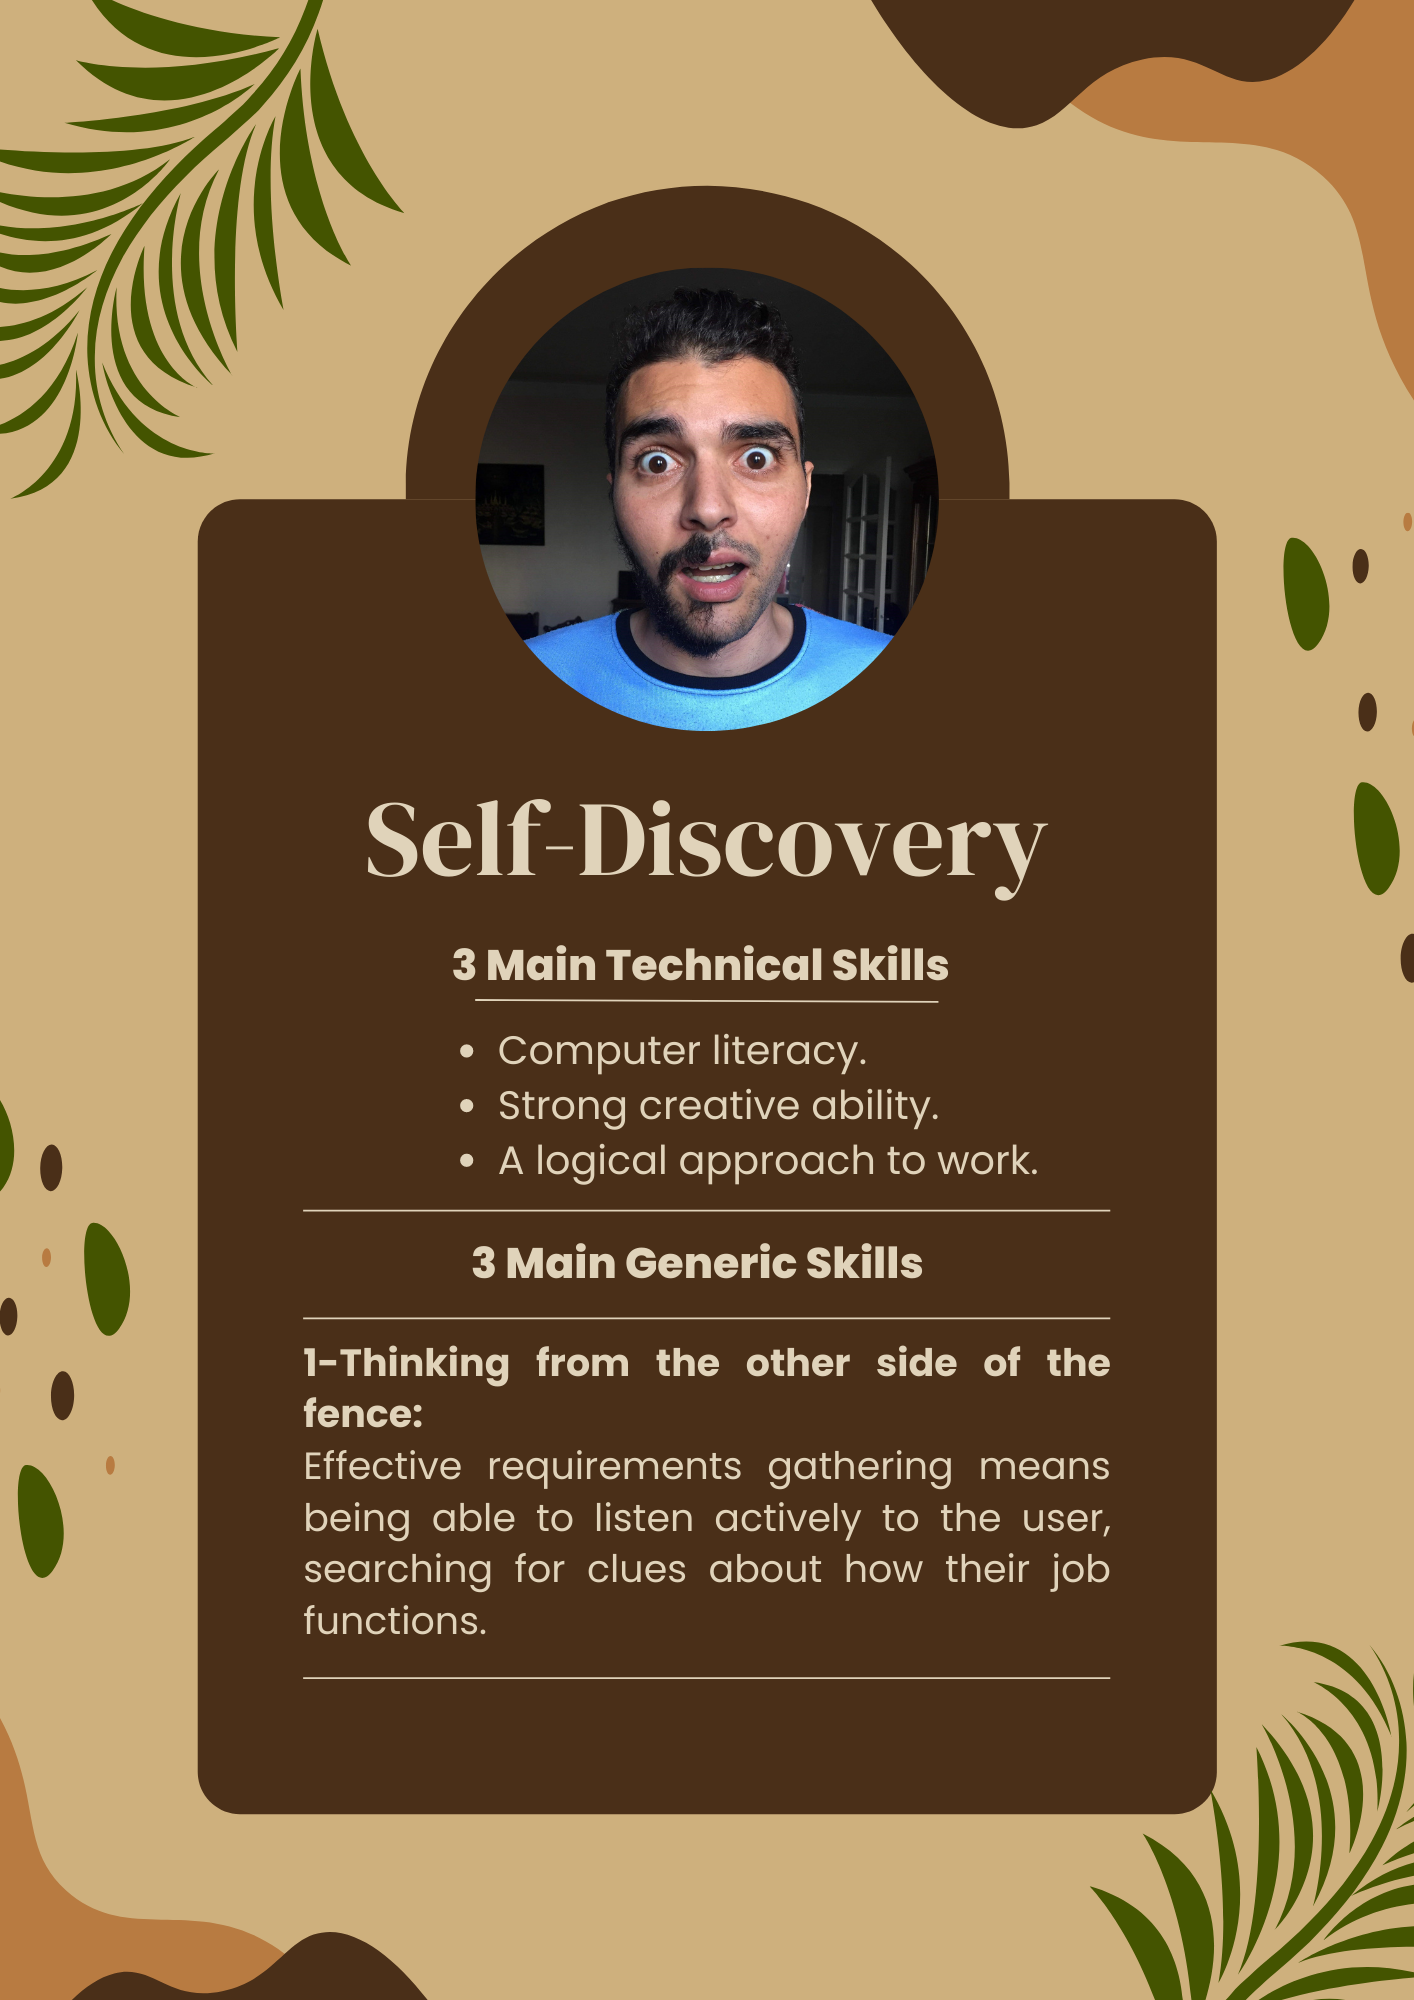 Self-Discovery
3 Main Technical Skills
• Computer literacy.
• Strong creative ability.
• A logical approach to work.
3 Main Generic Skills
1-Thinking from the other side of the
fence:
Effective requirements gathering means
being able to listen actively to the user,
searching for clues about how their job
functions.